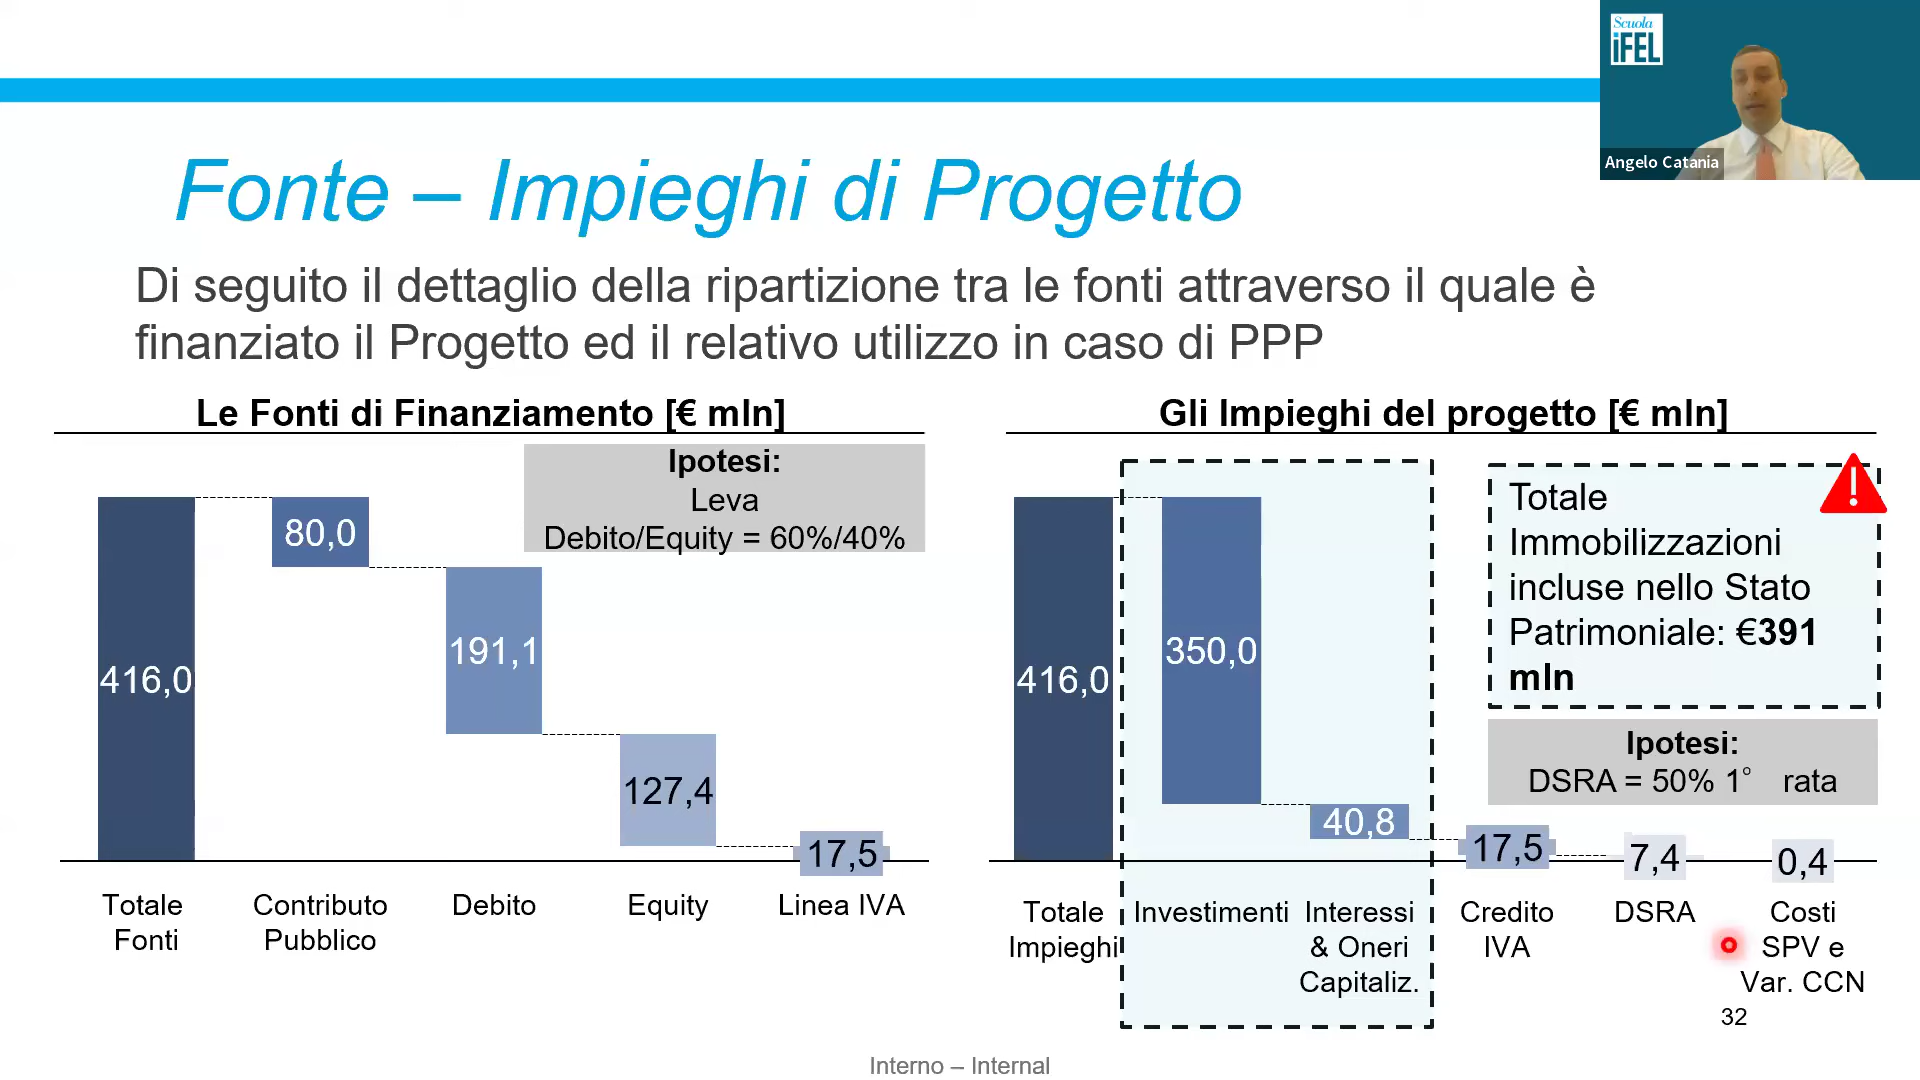 Scuola
iFEL
Angelo Catania
Fonte – Impieghi di Progetto
Di seguito il dettaglio della ripartizione tra le fonti attraverso il quale è
finanziato il Progetto ed il relativo utilizzo in caso di PPP
Le Fonti di Finanziamento [€ mln]
Ipotesi:
Leva
Debito/Equity = 60%/40%
416,0
80,0
191,1
127,4
17,5
Totale
Fonti
Contributo
Pubblico
Debito
Equity
Linea IVA
Gli Impieghi del progetto [€ mln]
Totale
Immobilizzazioni
incluse nello Stato
Patrimoniale: €391
mln
Ipotesi:
DSRA = 50% 1° rata
416,0
350,0
40,8
17,5
7,4
0,4
Totale
Impieghi
Investimenti
Interessi
& Oneri
Capitaliz.
Credito
IVA
DSRA
Costi
SPV e
Var. CCN
32
Interno – Internal